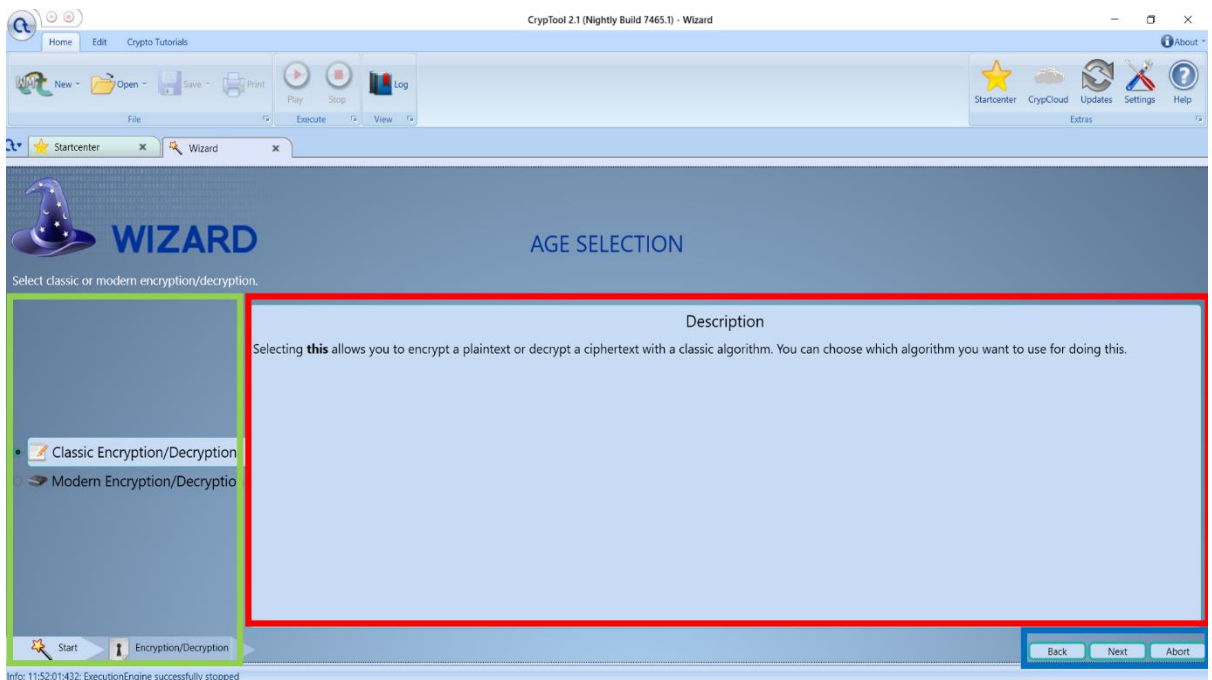 CrypTool 2.1 (Nightly Build 7465.1) - Wizard
Home Edit Crypto Tutorials About
New Open Save Print Play Stop Log Startcenter CrypCloud Updates Settings Help
File Execute View Extras
Startcenter Wizard
WIZARD
AGE SELECTION
Select classic or modern encryption/decryption.
Description
Selecting this allows you to encrypt a plaintext or decrypt a ciphertext with a classic algorithm. You can choose which algorithm you want to use for doing this.
Classic Encryption/Decryption
Modern Encryption/Decryptio
Start Encryption/Decryption Back Next Abort
Info: 11:52:01:432: ExecutionEngine successfully stopped